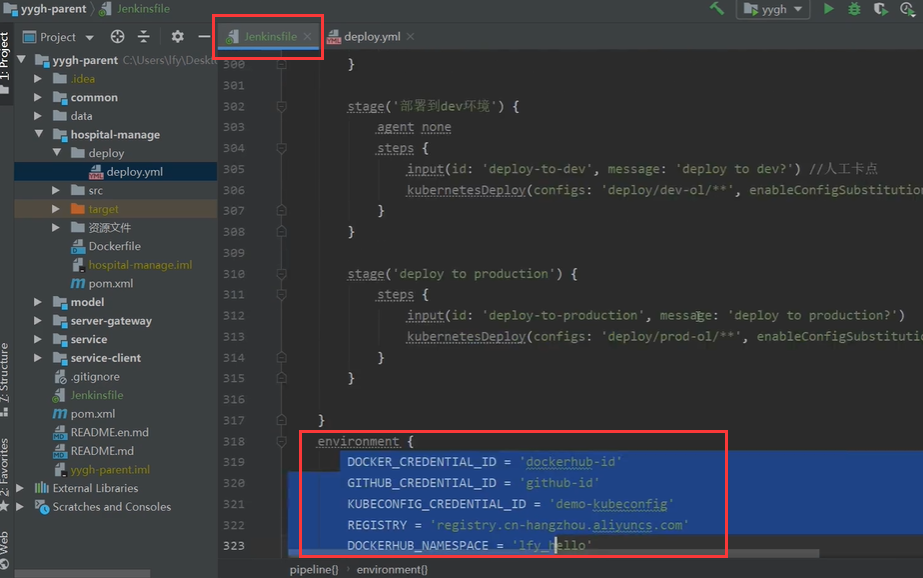 yygh-parent
Jenkinsfile
yygh
1: Project
Project
Jenkinsfile
deploy.yml
yygh-parent C:\Users\lfy\Deskto
.idea
common
data
hospital-manage
deploy
deploy.yml
src
target
资源文件
Dockerfile
hospital-manage.iml
pom.xml
model
server-gateway
service
service-client
.gitignore
Jenkinsfile
pom.xml
README.en.md
README.md
yygh-parent.iml
External Libraries
Scratches and Consoles
7: Structure
2: Favorites
Web
300 }
301
302 stage('部署到dev环境') {
303 agent none
304 steps {
305 input(id: 'deploy-to-dev', message: 'deploy to dev?') //人工卡点
306 kubernetesDeploy(configs: 'deploy/dev-ol/**', enableConfigSubstitution
307 }
308 }
309
310 stage('deploy to production') {
311 steps {
312 input(id: 'deploy-to-production', message: 'deploy to production?')
313 kubernetesDeploy(configs: 'deploy/prod-ol/**', enableConfigSubstitutio
314 }
315 }
316
317 }
318 environment {
319 DOCKER_CREDENTIAL_ID = 'dockerhub-id'
320 GITHUB_CREDENTIAL_ID = 'github-id'
321 KUBECONFIG_CREDENTIAL_ID = 'demo-kubeconfig'
322 REGISTRY = 'registry.cn-hangzhou.aliyuncs.com'
323 DOCKERHUB_NAMESPACE = 'lfy_hello'
pipeline{} › environment{}